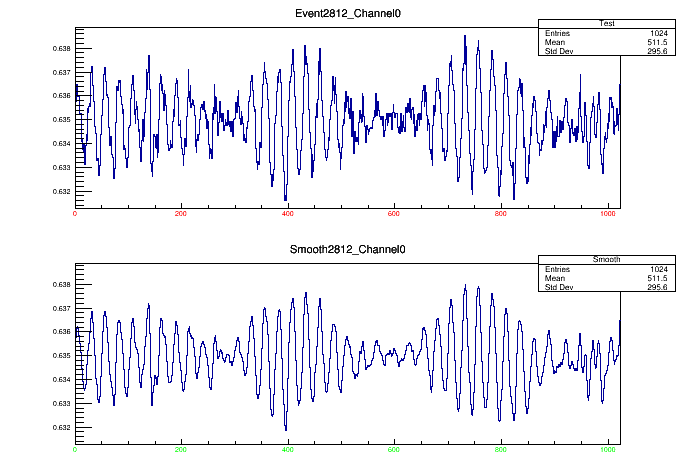 Event2812_Channel0
Test
Entries 1024
Mean 511.5
Std Dev 295.6
0.638
0.637
0.636
0.635
0.634
0.633
0.632
0 200 400 600 800 1000
Smooth2812_Channel0
Smooth
Entries 1024
Mean 511.5
Std Dev 295.6
0.638
0.637
0.636
0.635
0.634
0.633
0.632
0 200 400 600 800 1000